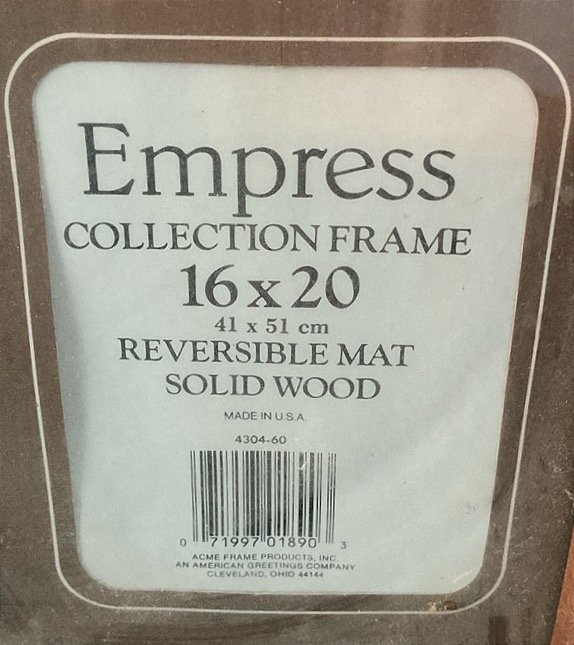 Empress
COLLECTION FRAME
16 x 20
41 x 51 cm
REVERSIBLE MAT
SOLID WOOD
MADE IN U.S.A.
4304-60
0 71997 01890 3
ACME FRAME PRODUCTS, INC.
AN AMERICAN GREETINGS COMPANY
CLEVELAND, OHIO 44144